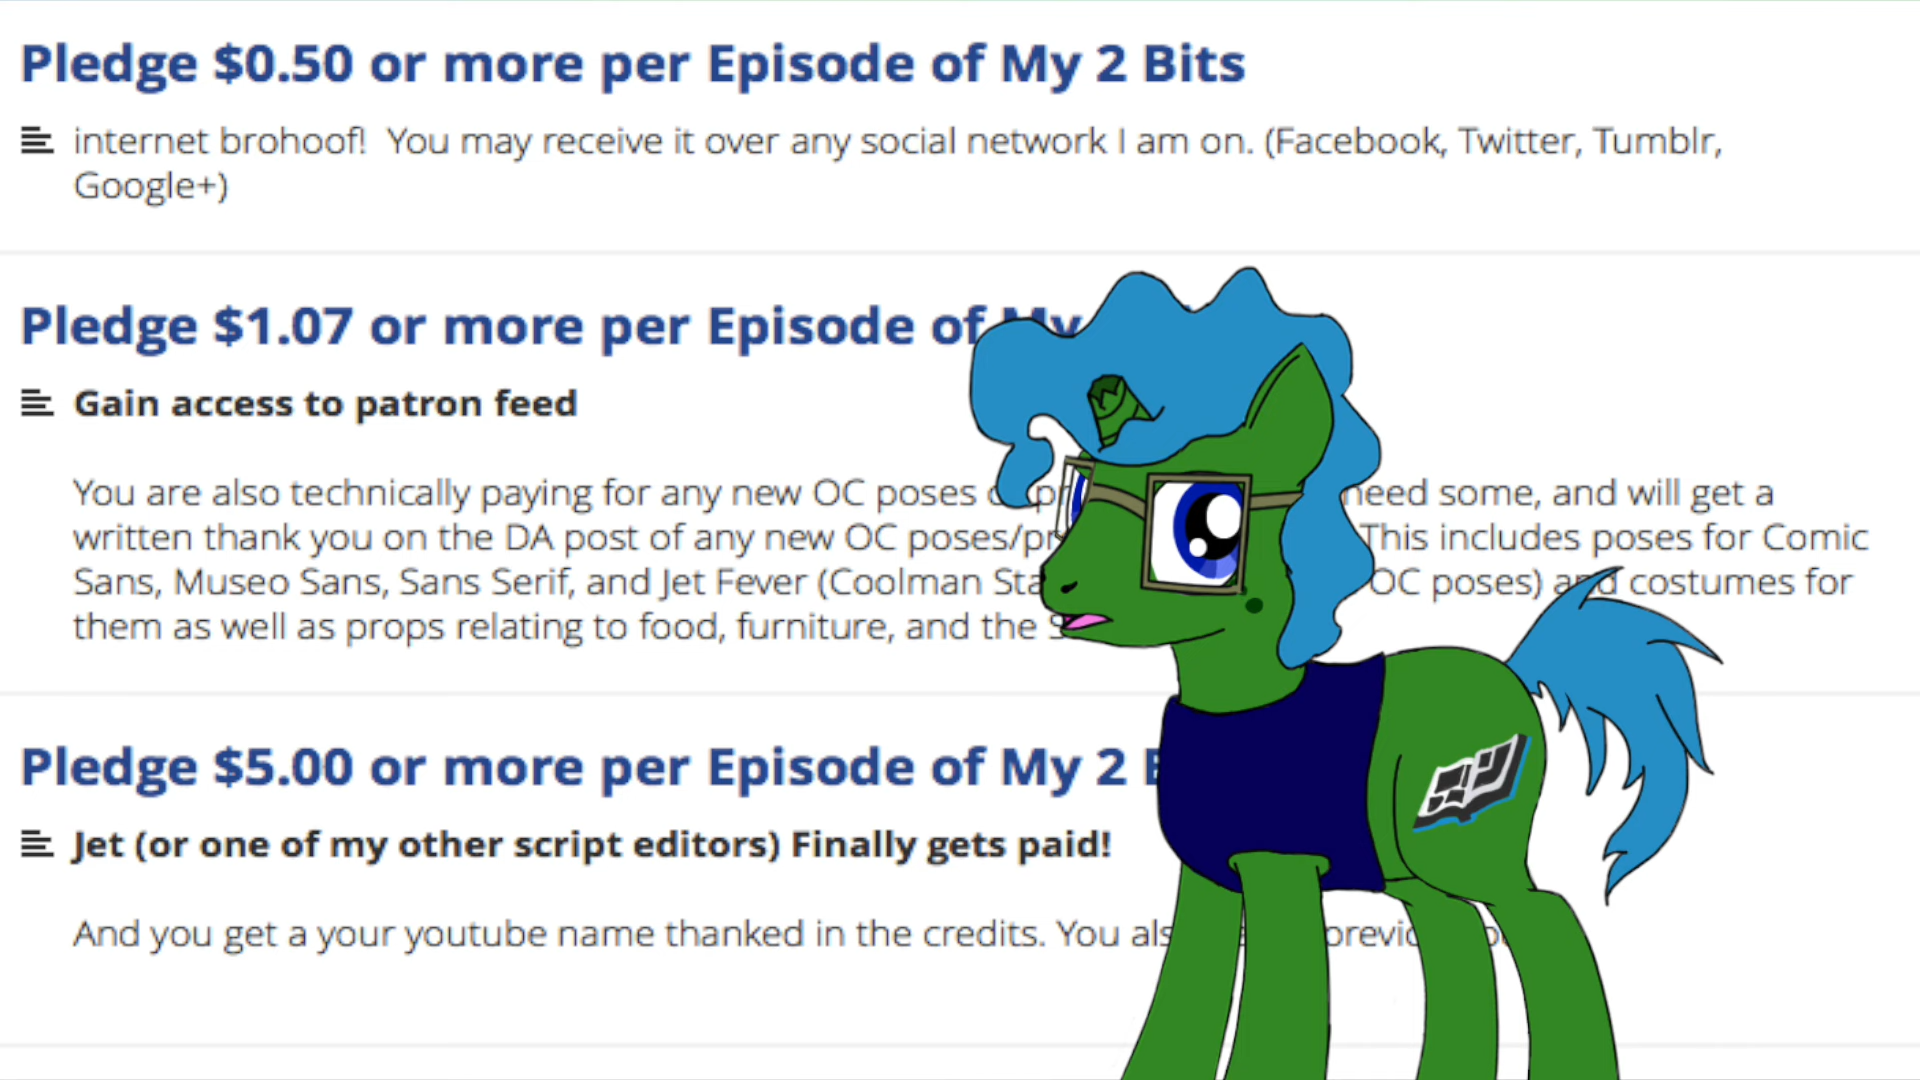 Pledge $0.50 or more per Episode of My 2 Bits
internet brohoof! You may receive it over any social network I am on. (Facebook, Twitter, Tumblr,
Google+)
Pledge $1.07 or more per Episode of My
Gain access to patron feed
You are also technically paying for any new OC poses need some, and will get a
written thank you on the DA post of any new OC This includes poses for Comic
Sans, Museo Sans, Sans Serif, and Jet Fever (Coolman OC poses) and costumes for
them as well as props relating to food, furniture, and the
Pledge $5.00 or more per Episode of My 2
Jet (or one of my other script editors) Finally gets paid!
And you get a your youtube name thanked in the credits. You